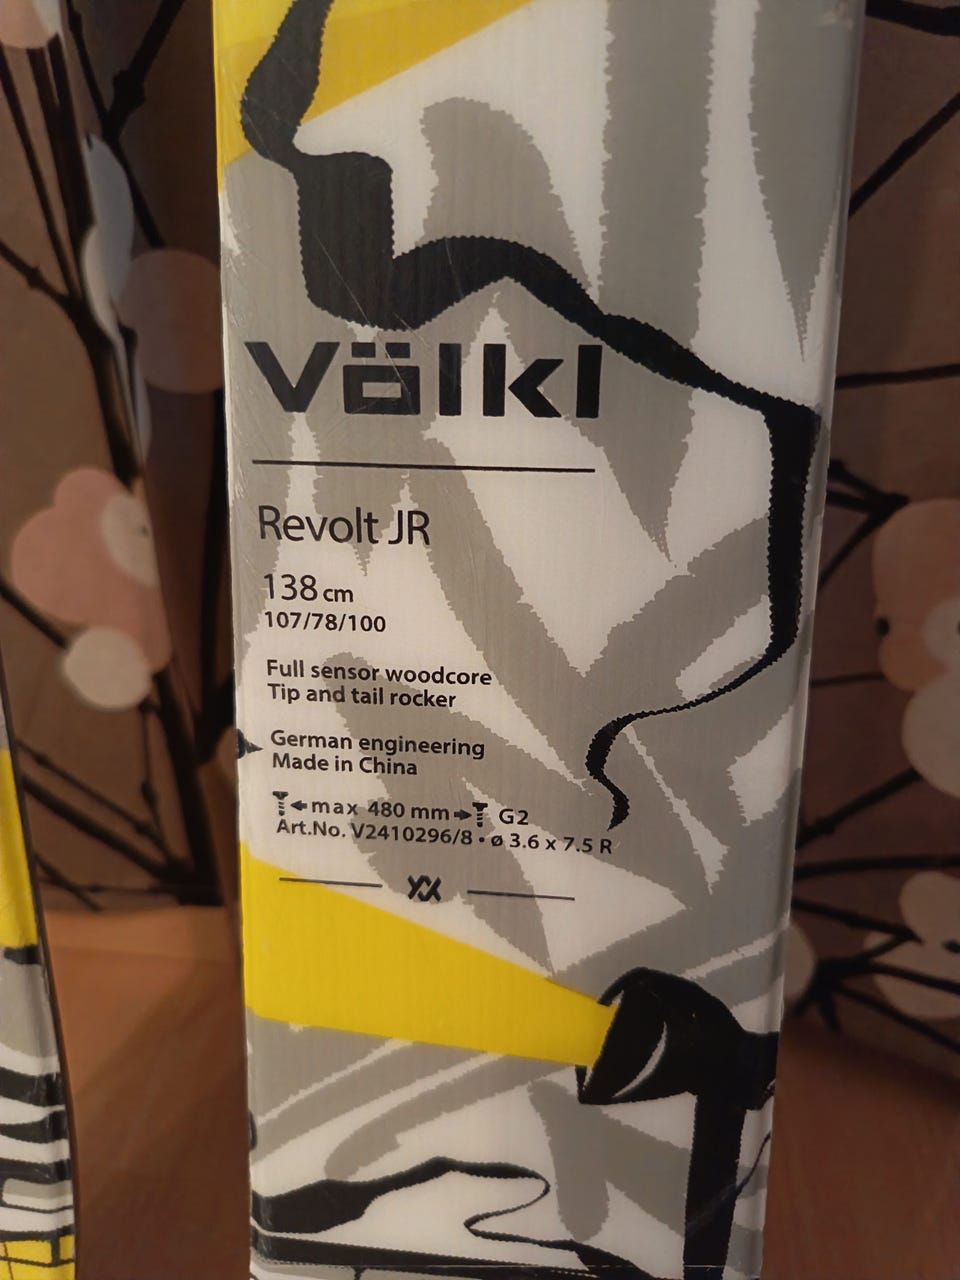 Völkl
Revolt JR
138 cm
107/78/100
Full sensor woodcore
Tip and tail rocker
German engineering
Made in China
max 480 mm G2
Art.No. V2410296/8 • ø 3.6 x 7.5 R